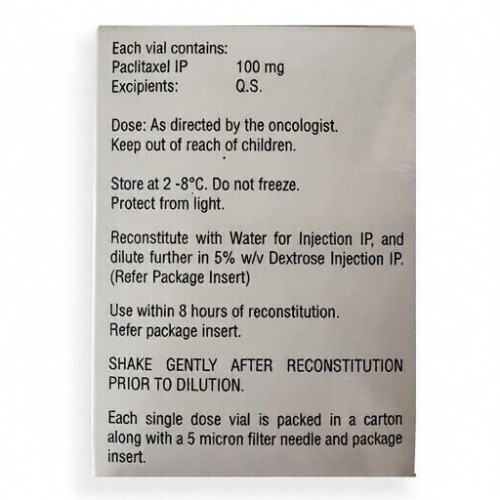 Each vial contains:
Paclitaxel IP 100 mg
Excipients: Q.S.
Dose: As directed by the oncologist.
Keep out of reach of children.
Store at 2 -8°C. Do not freeze.
Protect from light.
Reconstitute with Water for Injection IP, and
dilute further in 5% w/v Dextrose Injection IP.
(Refer Package Insert)
Use within 8 hours of reconstitution.
Refer package insert.
SHAKE GENTLY AFTER RECONSTITUTION
PRIOR TO DILUTION.
Each single dose vial is packed in a carton
along with a 5 micron filter needle and package
insert.